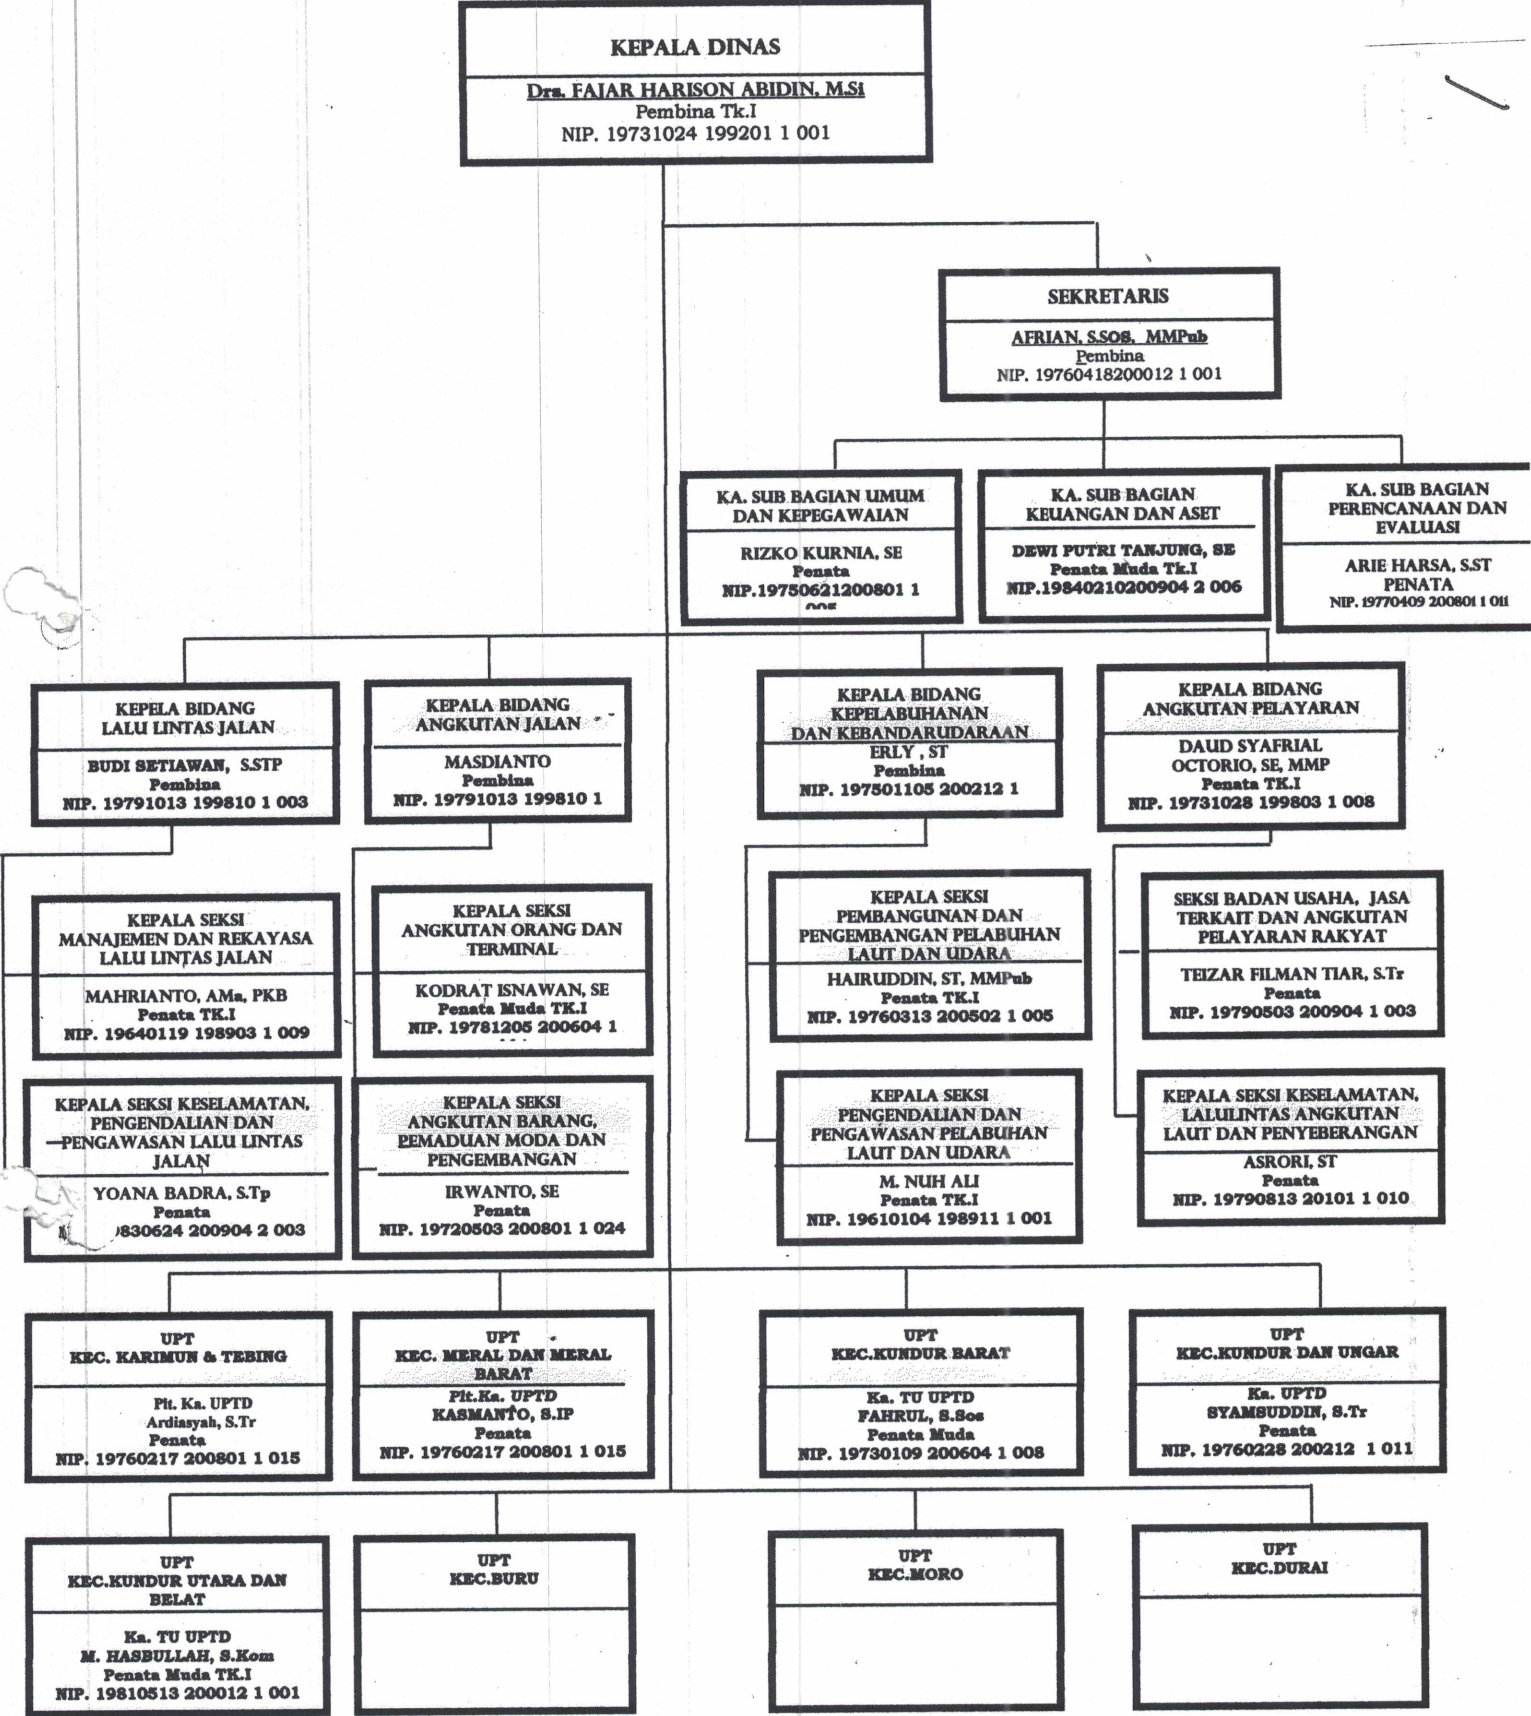 KEPALA DINAS
Drs. FAJAR HARISON ABIDIN, M.Si
Pembina Tk.I
NIP. 19731024 199201 1 001
SEKRETARIS
AFRIAN, S.SOS, MMPub
Pembina
NIP. 19760418200012 1 001
KA. SUB BAGIAN UMUM
DAN KEPEGAWAIAN
RIZKO KURNIA, SE
Penata
NIP.19750621200801 1
KA. SUB BAGIAN
KEUANGAN DAN ASET
DEWI PUTRI TANJUNG, SE
Penata Muda Tk.I
NIP.19840210200904 2 006
KA. SUB BAGIAN
PERENCANAAN DAN
EVALUASI
ARIE HARSA, S.ST
PENATA
NIP. 19770409 200801 1 011
KEPELA BIDANG
LALU LINTAS JALAN
BUDI SETIAWAN, S.STP
Pembina
NIP. 19791013 199810 1 003
KEPALA BIDANG
ANGKUTAN JALAN
MASDIANTO
Pembina
NIP. 19791013 199810 1
KEPALA BIDANG
KEPELABUHANAN
DAN KEBANDARUDARAAN
ERLY , ST
Pembina
NIP. 197501105 200212 1
KEPALA BIDANG
ANGKUTAN PELAYARAN
DAUD SYAFRIAL
OCTORIO, SE, MMP
Penata TK.I
NIP. 19731028 199803 1 008
KEPALA SEKSI
MANAJEMEN DAN REKAYASA
LALU LINTAS JALAN
MAHRIANTO, AMa, PKB
Penata TK.I
NIP. 19640119 198903 1 009
KEPALA SEKSI
ANGKUTAN ORANG DAN
TERMINAL
KODRAT ISNAWAN, SE
Penata Muda TK.I
NIP. 19781205 200604 1
KEPALA SEKSI
PEMBANGUNAN DAN
PENGEMBANGAN PELABUHAN
LAUT DAN UDARA
HAIRUDDIN, ST, MMPub
Penata TK.I
NIP. 19760313 200502 1 005
SEKSI BADAN USAHA, JASA
TERKAIT DAN ANGKUTAN
PELAYARAN RAKYAT
TEIZAR FILMAN TIAR, S.Tr
Penata
NIP. 19790503 200904 1 003
KEPALA SEKSI KESELAMATAN,
PENGENDALIAN DAN
PENGAWASAN LALU LINTAS
JALAN
YOANA BADRA, S.Tp
Penata
830624 200904 2 003
KEPALA SEKSI
ANGKUTAN BARANG,
PEMADUAN MODA DAN
PENGEMBANGAN
IRWANTO, SE
Penata
NIP. 19720503 200801 1 024
KEPALA SEKSI
PENGENDALIAN DAN
PENGAWASAN PELABUHAN
LAUT DAN UDARA
M. NUH ALI
Penata TK.I
NIP. 19610104 198911 1 001
KEPALA SEKSI KESELAMATAN,
LALULINTAS ANGKUTAN
LAUT DAN PENYEBERANGAN
ASRORI, ST
Penata
NIP. 19790813 20101 1 010
UPT
KEC. KARIMUN & TEBING
Plt. Ka. UPTD
Ardiasyah, S.Tr
Penata
NIP. 19760217 200801 1 015
UPT
KEC. MERAL DAN MERAL
BARAT
Plt.Ka. UPTD
KASMANTO, S.IP
Penata
NIP. 19760217 200801 1 015
UPT
KEC.KUNDUR BARAT
Ka. TU UPTD
FAHRUL, S.Sos
Penata Muda
NIP. 19730109 200604 1 008
UPT
KEC.KUNDUR DAN UNGAR
Ka. UPTD
SYAMSUDDIN, S.Tr
Penata
NIP. 19760228 200212 1 011
UPT
KEC.KUNDUR UTARA DAN
BELAT
Ka. TU UPTD
M. HASBULLAH, S.Kom
Penata Muda TK.I
NIP. 19810513 200012 1 001
UPT
KEC.BURU
UPT
KEC.MORO
UPT
KEC.DURAI